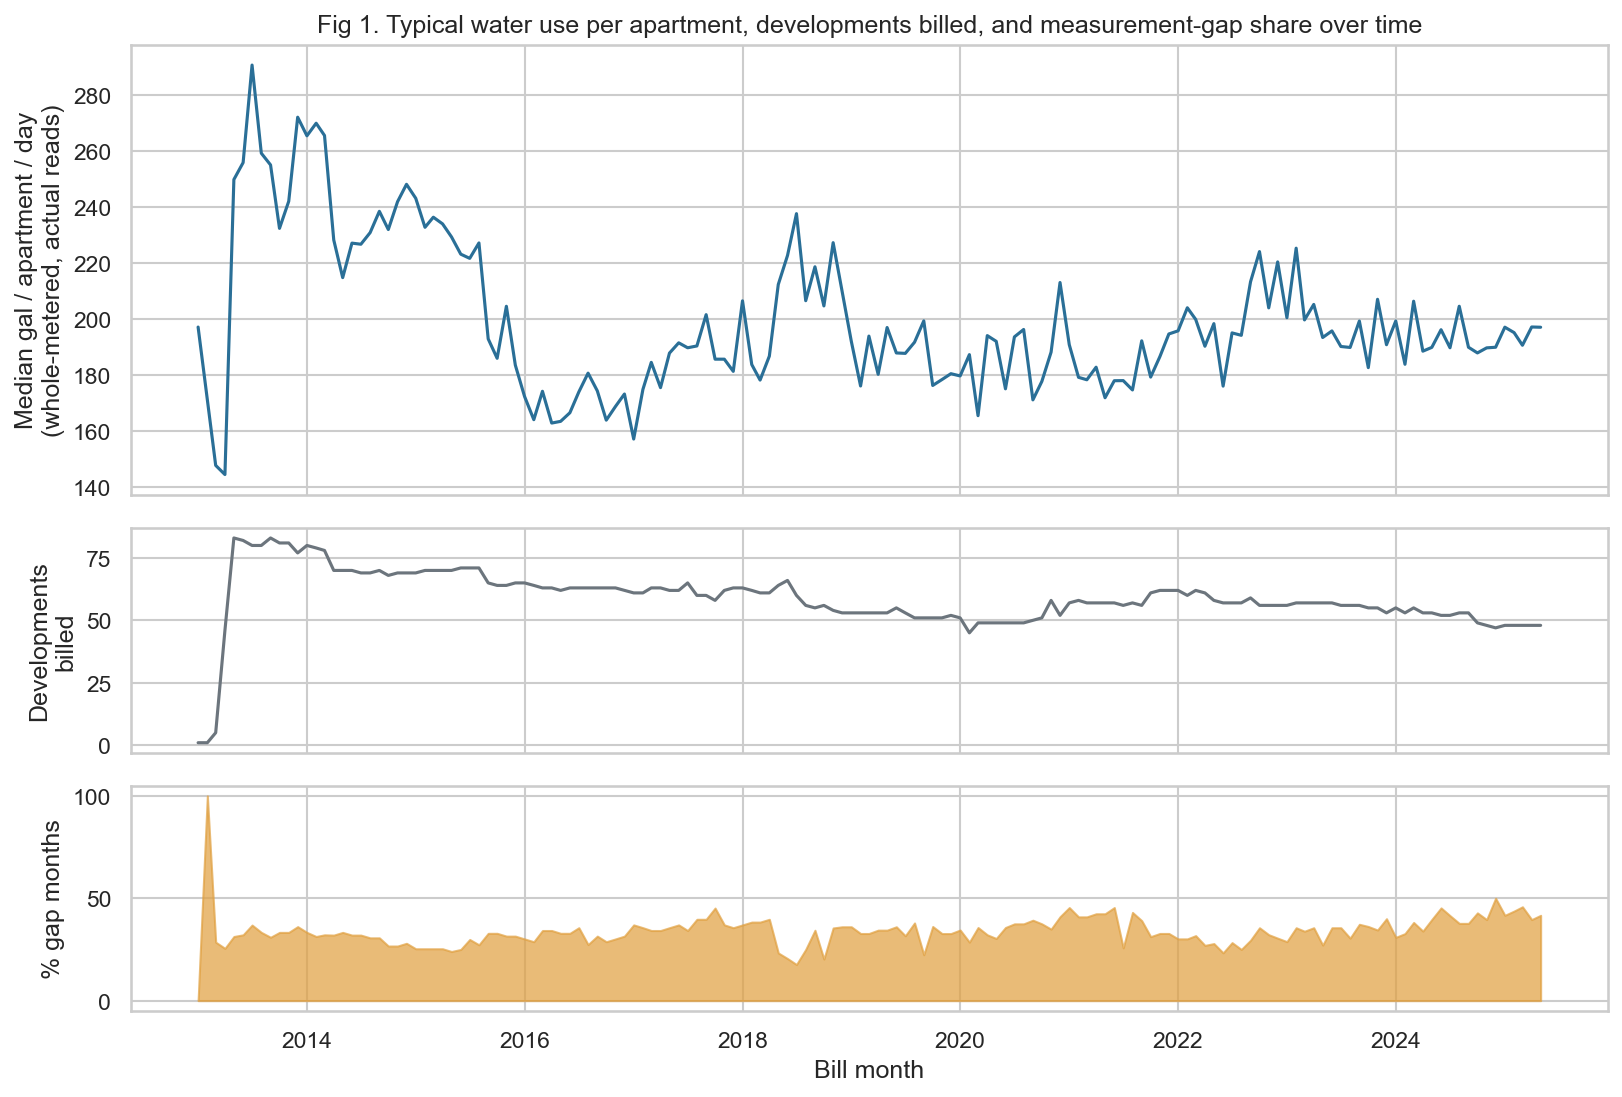 Fig 1. Typical water use per apartment, developments billed, and measurement-gap share over time
Median gal / apartment / day
(whole-metered, actual reads)
280
260
240
220
200
180
160
140
Developments
billed
75
50
25
0
% gap months
100
50
0
2014 2016 2018 2020 2022 2024
Bill month